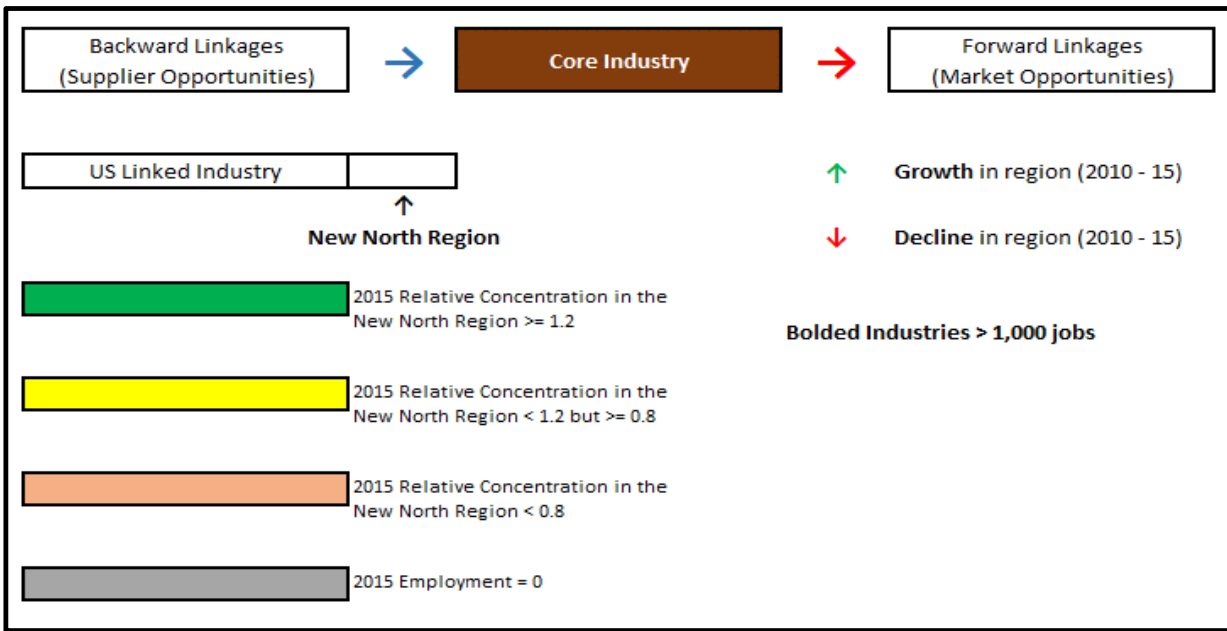 Backward Linkages
(Supplier Opportunities)
→
Core Industry
→
Forward Linkages
(Market Opportunities)
US Linked Industry
↑
New North Region
↑ Growth in region (2010 - 15)
↓ Decline in region (2010 - 15)
2015 Relative Concentration in the
New North Region >= 1.2
Bolded Industries > 1,000 jobs
2015 Relative Concentration in the
New North Region < 1.2 but >= 0.8
2015 Relative Concentration in the
New North Region < 0.8
2015 Employment = 0